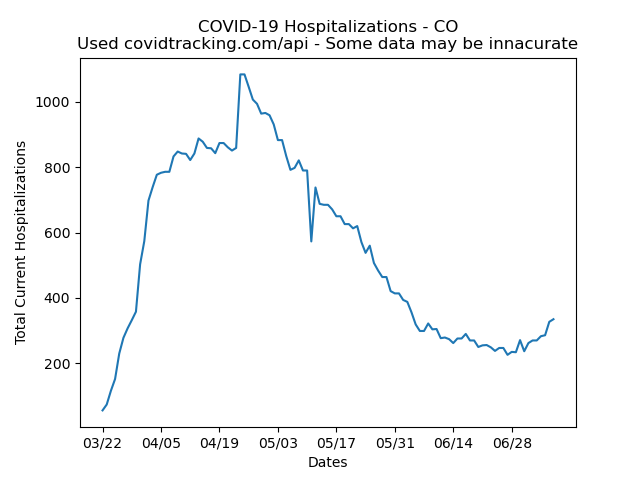 COVID-19 Hospitalizations - CO
Used covidtracking.com/api - Some data may be innacurate
Total Current Hospitalizations
1000
800
600
400
200
03/22 04/05 04/19 05/03 05/17 05/31 06/14 06/28
Dates